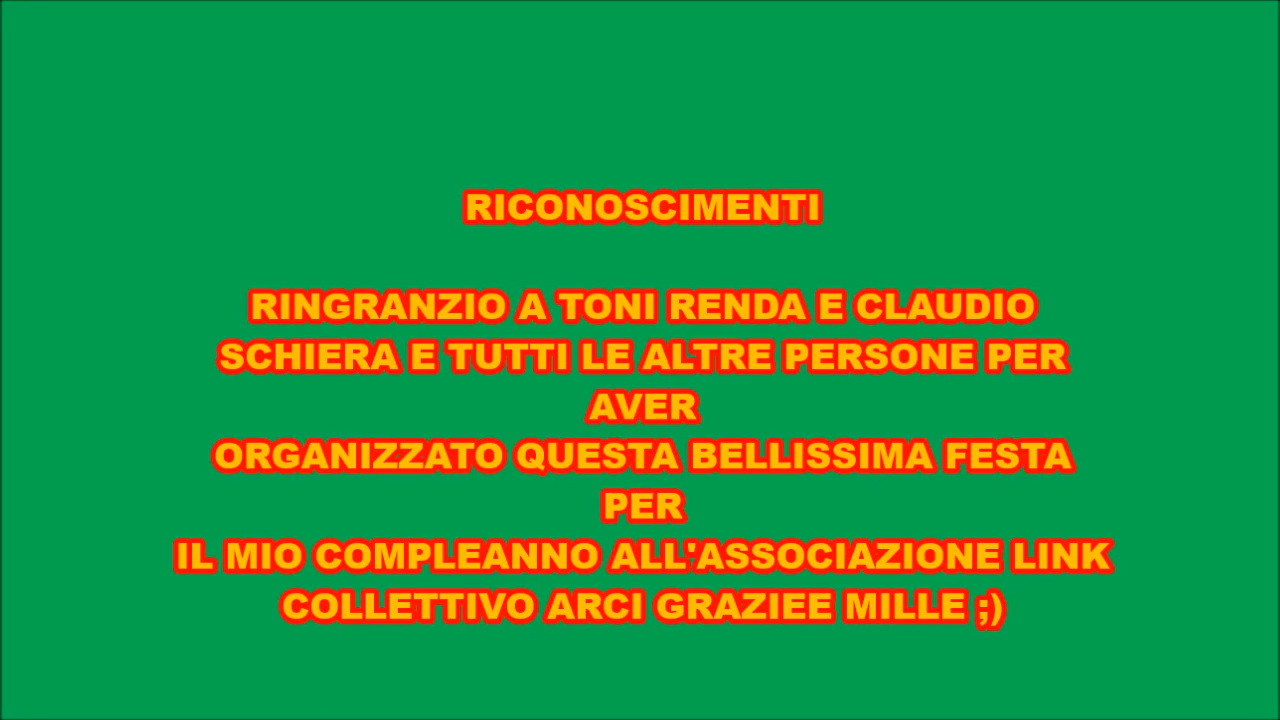 RICONOSCIMENTI
RINGRANZIO A TONI RENDA E CLAUDIO
SCHIERA E TUTTI LE ALTRE PERSONE PER
AVER
ORGANIZZATO QUESTA BELLISSIMA FESTA
PER
IL MIO COMPLEANNO ALL'ASSOCIAZIONE LINK
COLLETTIVO ARCI GRAZIEE MILLE ;)